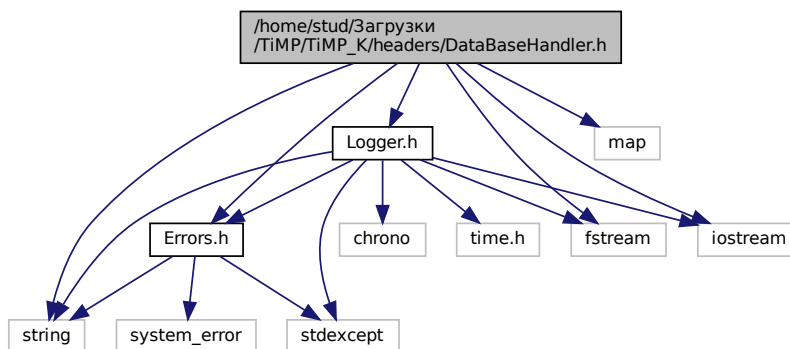 /home/stud/Загрузки
/TiMP/TiMP_K/headers/DataBaseHandler.h
Logger.h
map
Errors.h
chrono
time.h
fstream
iostream
string
system_error
stdexcept